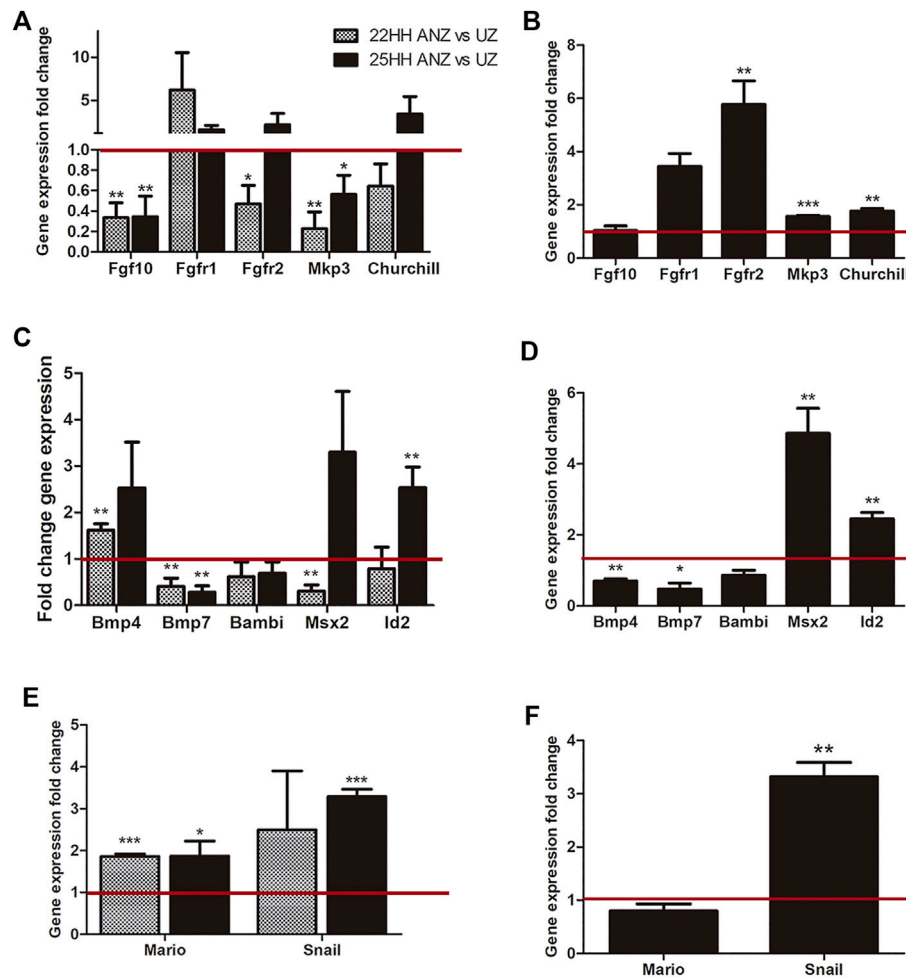 A
Gene expression fold change
10
5
1.0
0.8
0.6
0.4
0.2
0.0
22HH ANZ vs UZ
25HH ANZ vs UZ
** ** * ** *
Fgf10 Fgfr1 Fgfr2 Mkp3 Churchill
B
Gene expression fold change
8
6
4
2
0
** *** **
Fgf10 Fgfr1 Fgfr2 Mkp3 Churchill
C
Fold change gene expression
5
4
3
2
1
0
** ** ** ** **
Bmp4 Bmp7 Bambi Msx2 Id2
D
Gene expression fold change
6
4
2
0
** * ** **
Bmp4 Bmp7 Bambi Msx2 Id2
E
Gene expression fold change
5
4
3
2
1
0
*** * ***
Mario Snail
F
Gene expression fold change
4
3
2
1
0
**
Mario Snail